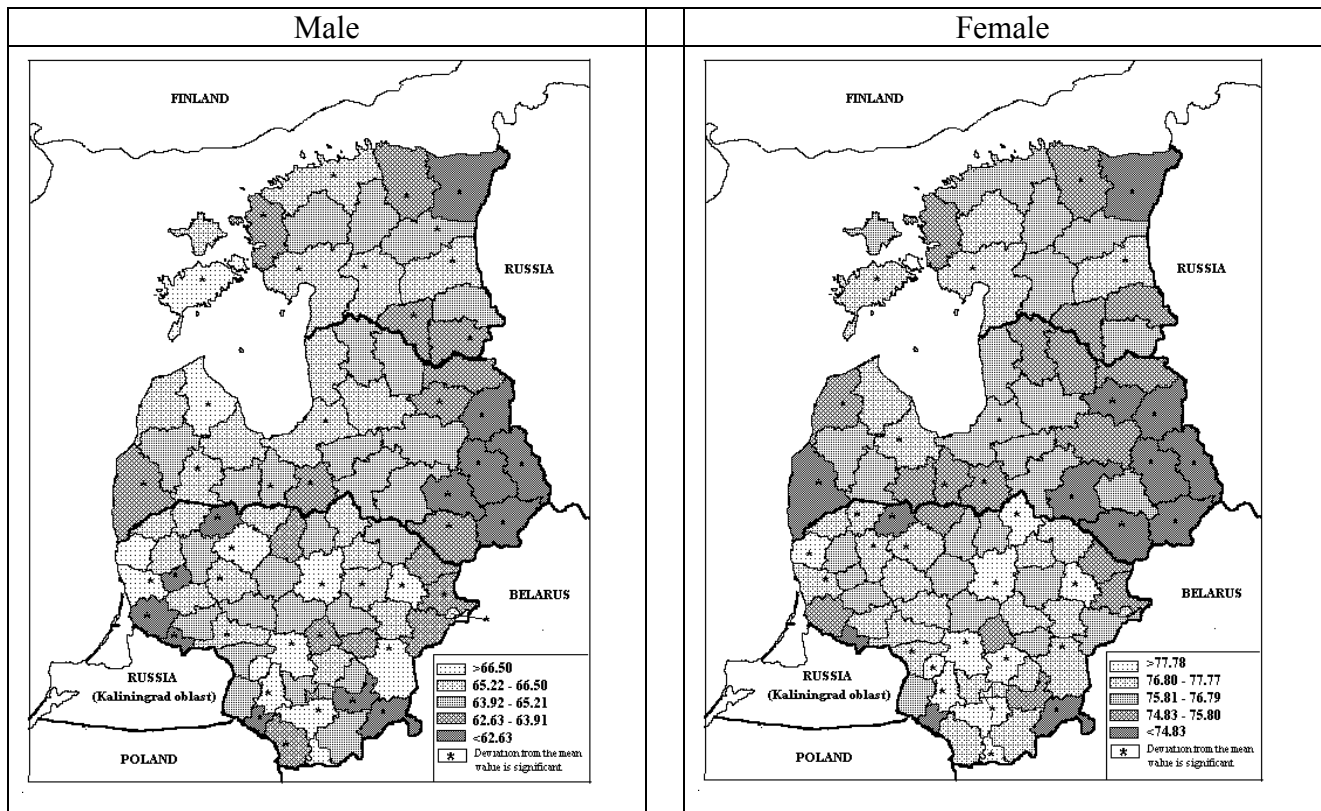 Male
Female
FINLAND
RUSSIA
BELARUS
RUSSIA
(Kaliningrad oblast)
POLAND
>66.50
65.22 - 66.50
63.92 - 65.21
62.63 - 63.91
<62.63
* Deviation from the mean
value is significant
FINLAND
RUSSIA
BELARUS
RUSSIA
(Kaliningrad oblast)
POLAND
>77.78
76.80 - 77.77
75.81 - 76.79
74.83 - 75.80
<74.83
* Deviation from the mean
value is significant